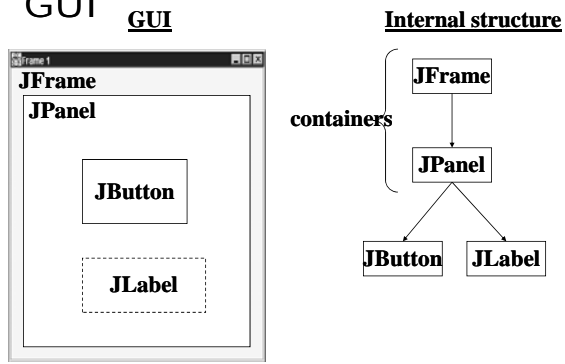 GUI
GUI
Frame 1
JFrame
JPanel
JButton
JLabel
Internal structure
JFrame
containers
JPanel
JButton JLabel